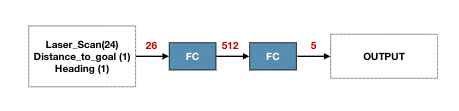 Laser_Scan(24)
Distance_to_goal (1)
Heading (1)
26
FC
512
FC
5
OUTPUT